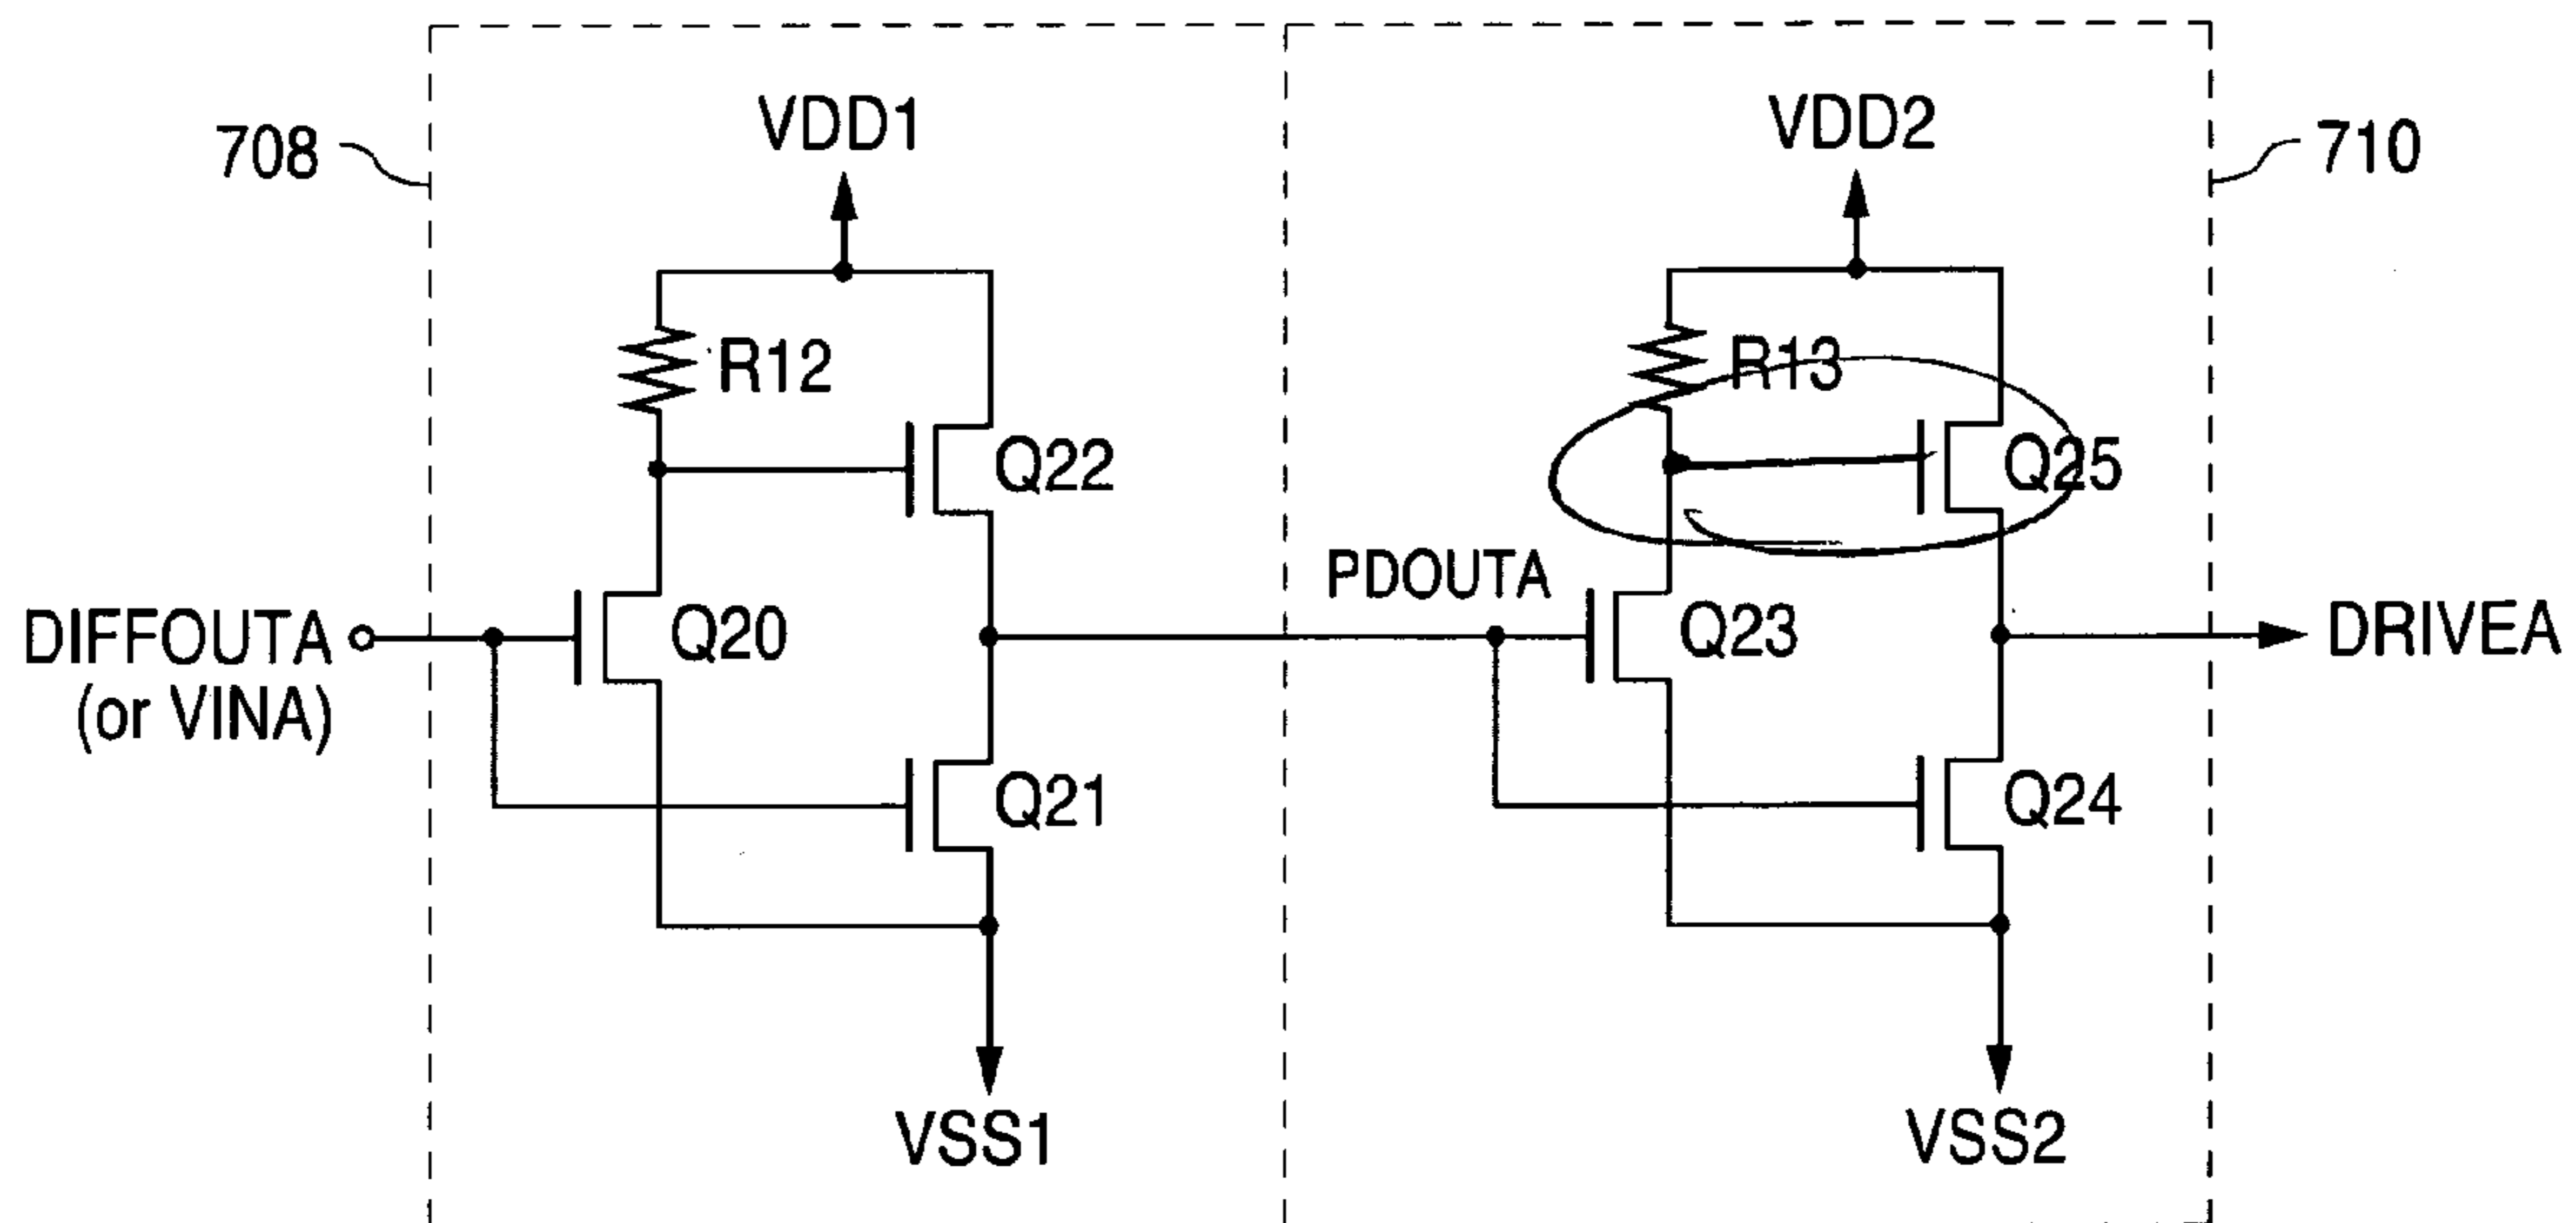 VDD1
VDD2
708
710
R12
R13
Q22
Q25
PDOUTA
DIFFOUTA
(or VINA)
Q20
Q23
DRIVEA
Q21
Q24
VSS1
VSS2